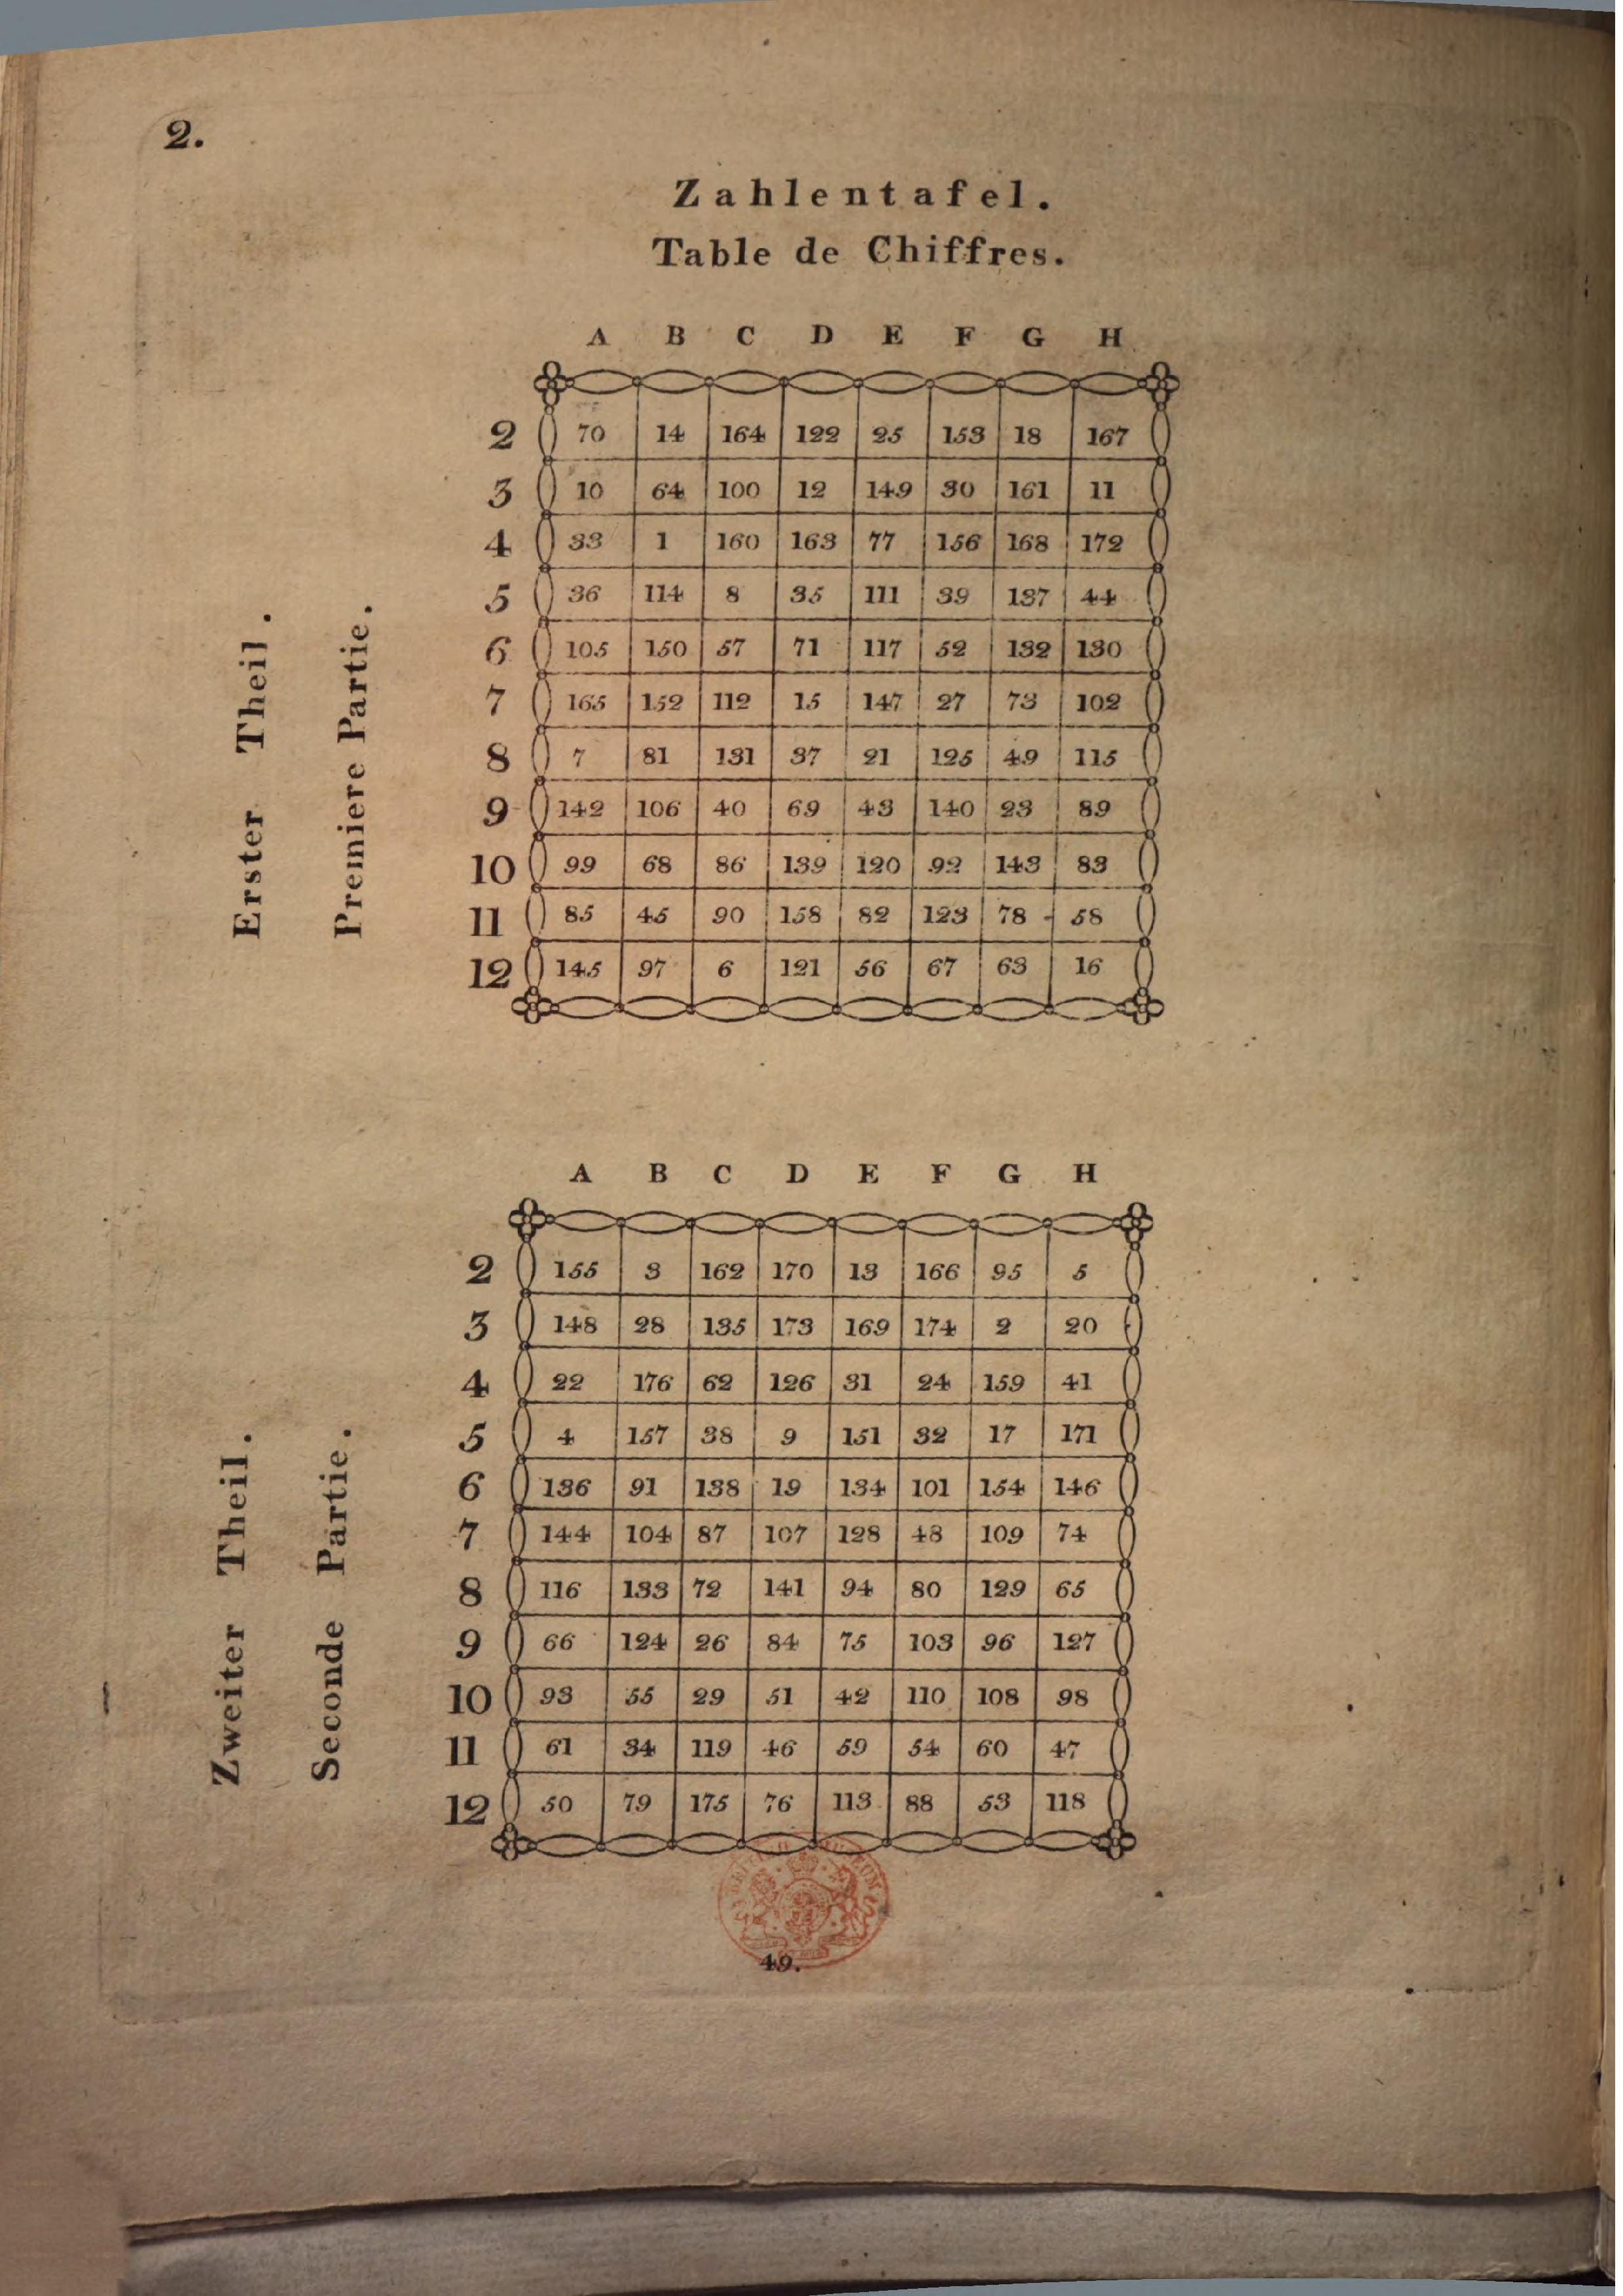 2.
Zahlentafel.
Table de Chiffres.
Erster Theil.
Premiere Partie.
A B C D E F G H
2 70 14 164 122 25 153 18 167
3 10 64 100 12 149 30 161 11
4 33 1 160 163 77 156 168 172
5 36 114 8 35 111 39 137 44
6 105 150 57 71 117 52 132 130
7 165 152 112 15 147 27 73 102
8 7 81 131 37 21 125 49 115
9 142 106 40 69 43 140 23 89
10 99 68 86 139 120 92 143 83
11 85 45 90 158 82 123 78 58
12 145 97 6 121 56 67 63 16
Zweiter Theil.
Seconde Partie.
A B C D E F G H
2 155 3 162 170 13 166 95 5
3 148 28 135 173 169 174 2 20
4 22 176 62 126 31 24 159 41
5 4 157 38 9 151 32 17 171
6 136 91 138 19 134 101 154 146
7 144 104 87 107 128 48 109 74
8 116 133 72 141 94 80 129 65
9 66 124 26 84 75 103 96 127
10 93 55 29 51 42 110 108 98
11 61 34 119 46 59 54 60 47
12 50 79 175 76 113 88 53 118
49.